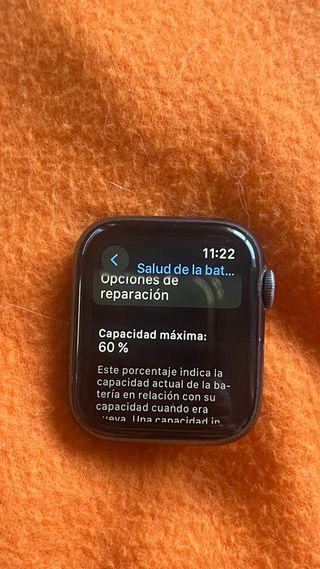 11:22
Salud de la bat...
Opciones de
reparación
Capacidad máxima:
60 %
Este porcentaje indica la
capacidad actual de la ba-
tería en relación con su
capacidad cuando era
nueva. Una capacidad in